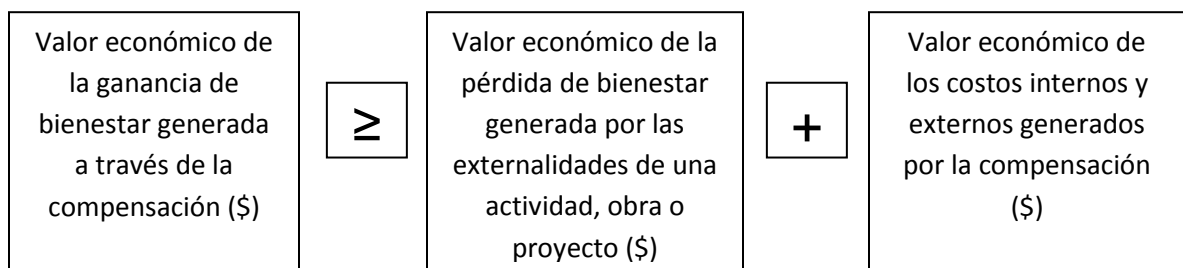 Valor económico de
la ganancia de
bienestar generada
a través de la
compensación ($)
≥
Valor económico de la
pérdida de bienestar
generada por las
externalidades de una
actividad, obra o
proyecto ($)
+
Valor económico de
los costos internos y
externos generados
por la compensación
($)